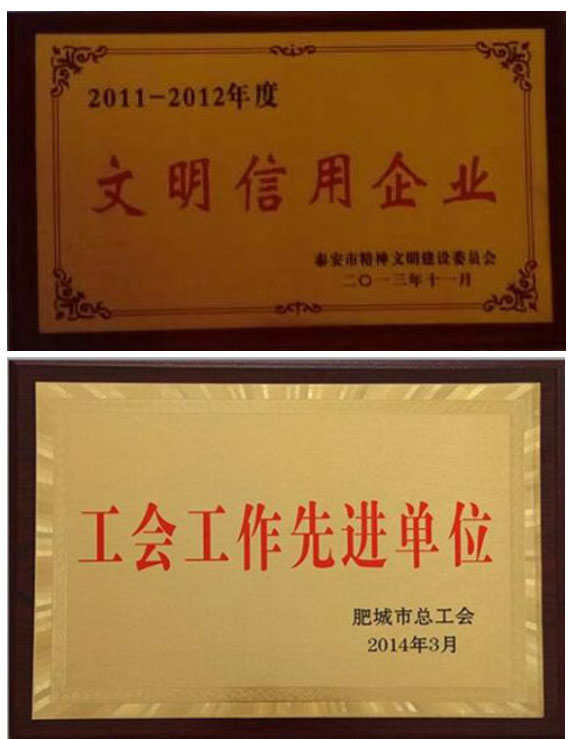 2011-2012年度
文明信用企业
泰安市精神文明建设委员会
二〇一三年十一月
工会工作先进单位
肥城市总工会
2014年3月